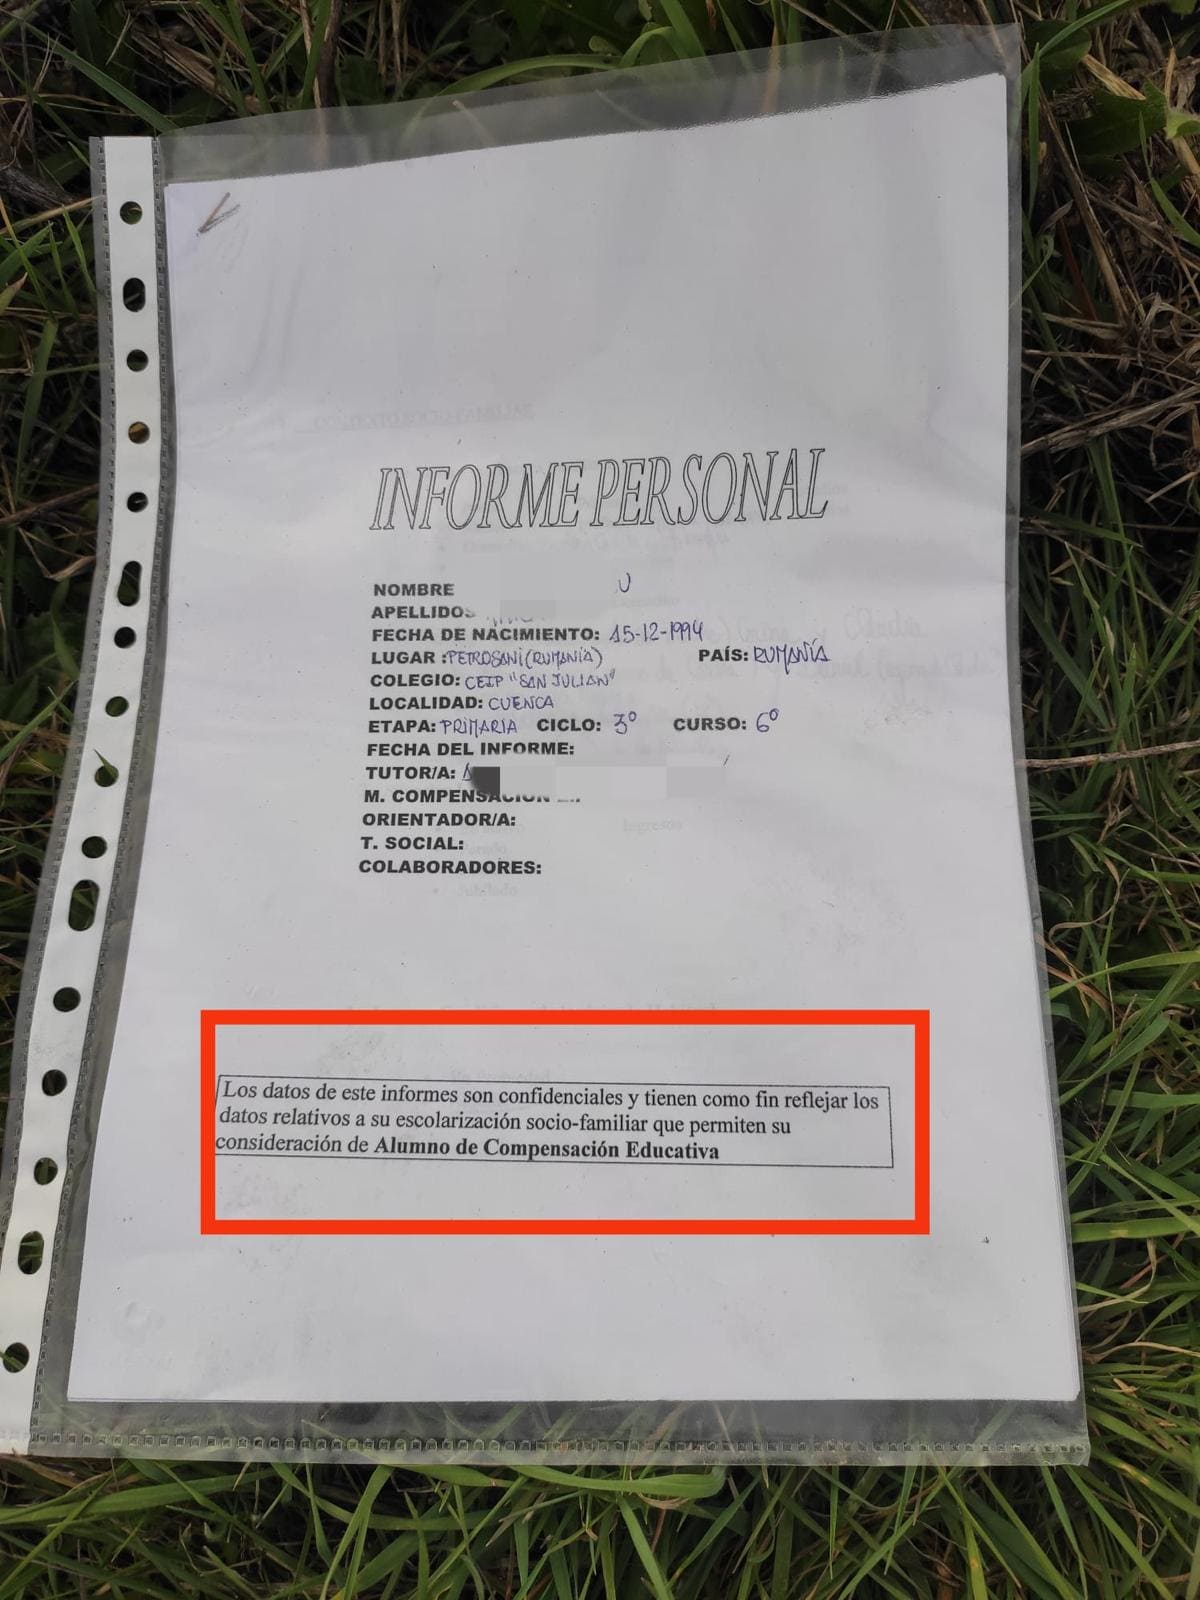 INFORME PERSONAL
NOMBRE
APELLIDOS
FECHA DE NACIMIENTO: 15-12-1994
LUGAR : PETROSANI (RUMANÍA) PAÍS: RUMANÍA
COLEGIO: CEIP "SAN JULIAN"
LOCALIDAD: CUENCA
ETAPA: PRIMARIA CICLO: 3º CURSO: 6º
FECHA DEL INFORME:
TUTOR/A:
M. COMPENSACIÓN
ORIENTADOR/A:
T. SOCIAL:
COLABORADORES:
Los datos de este informes son confidenciales y tienen como fin reflejar los
datos relativos a su escolarización socio-familiar que permiten su
consideración de Alumno de Compensación Educativa